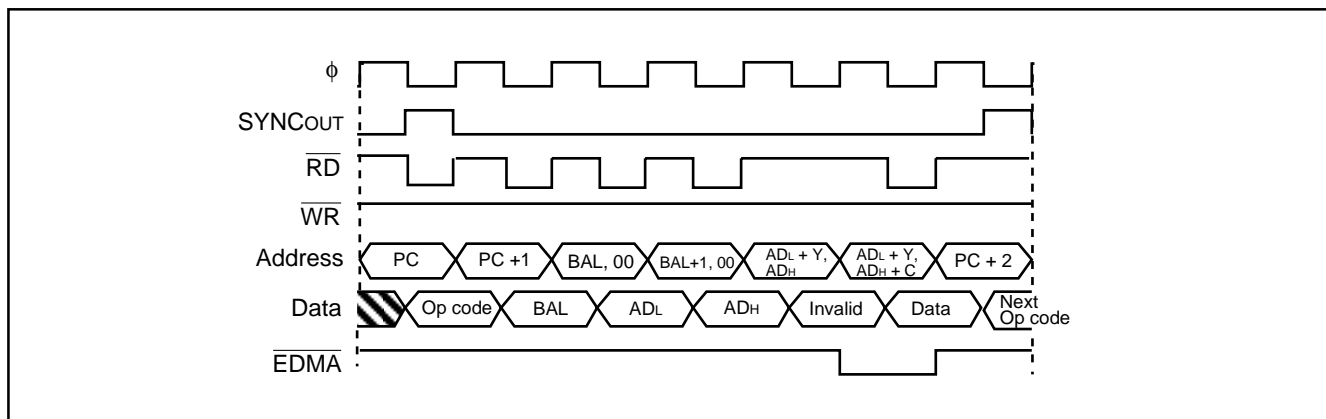 ϕ
SYNCOUT
RD
WR
Address PC PC +1 BAL, 00 BAL+1, 00 ADL + Y, ADH ADL + Y, ADH + C PC + 2
Data Op code BAL ADL ADH Invalid Data Next Op code
EDMA